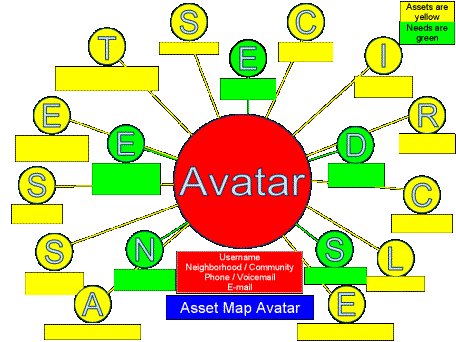 Assets are
yellow
Needs are
green
A
S
S
E
T
S
C
I
R
C
L
E
N
E
E
D
S
Avatar
Username
Neighborhood / Community
Phone / Voicemail
E-mail
Asset Map Avatar